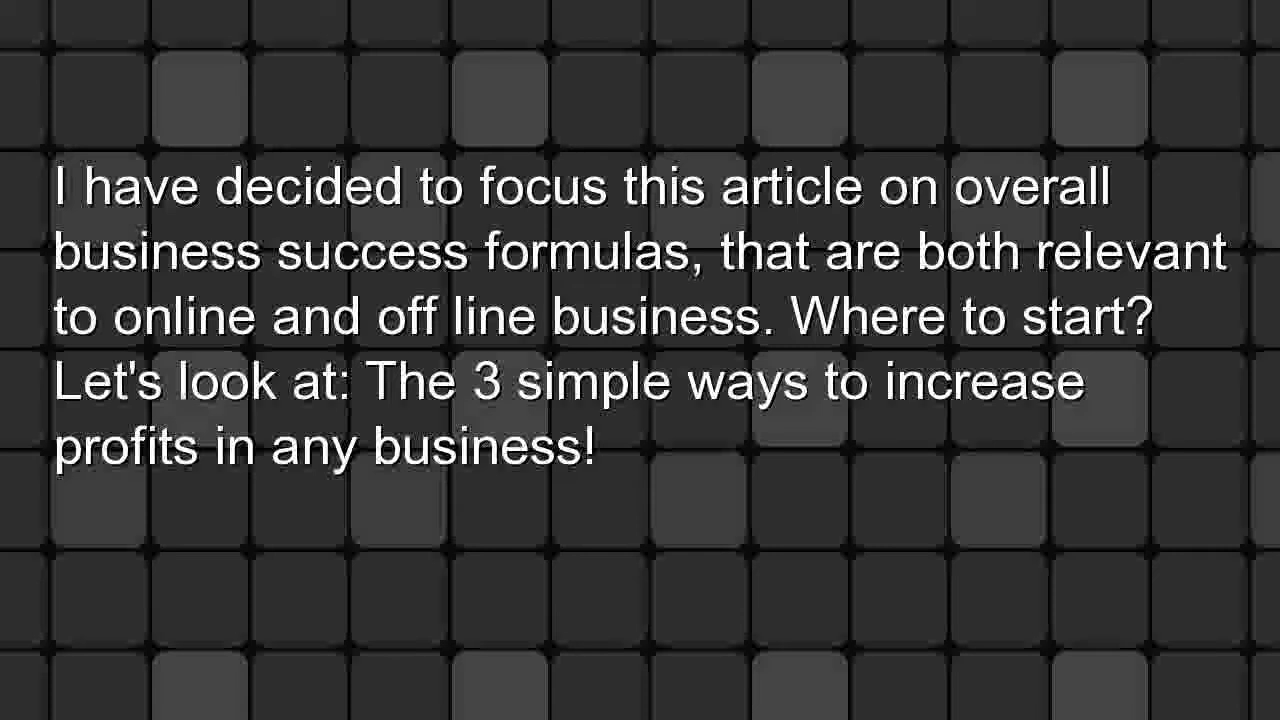 I have decided to focus this article on overall
business success formulas, that are both relevant
to online and off line business. Where to start?
Let's look at: The 3 simple ways to increase
profits in any business!